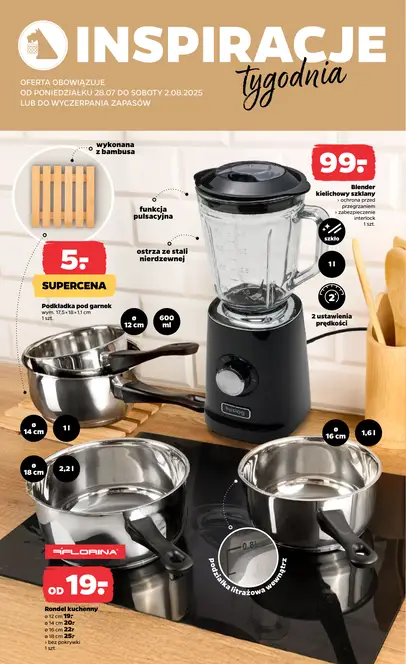 INSPIRACJE
tygodnia
OFERTA OBOWIĄZUJE
OD PONIEDZIAŁKU 28.07 DO SOBOTY 2.08.2025
LUB DO WYCZERPANIA ZAPASÓW
wykonana
z bambusa
funkcja
pulsacyjna
ostrza ze stali
nierdzewnej
5.-
SUPERCENA
Podkładka pod garnek
wym. 17,5 × 18 × 1,1 cm
1 szt.
99.-
Blender
kielichowy szklany
> ochrona przed
przegrzaniem
> zabezpieczenie
interlock
1 szt.
szkło
1 l
2
2 ustawienia
prędkości
ø
12 cm
600
ml
ø
14 cm
1 l
ø
16 cm
1,6 l
ø
18 cm
2,2 l
FLORINA
0,8l
podziałka litrażowa wewnątrz
OD 19.-
Rondel kuchenny
ø 12 cm 19.-
ø 14 cm 20.-
ø 16 cm 22.-
ø 18 cm 25.-
> bez pokrywki
1 szt.